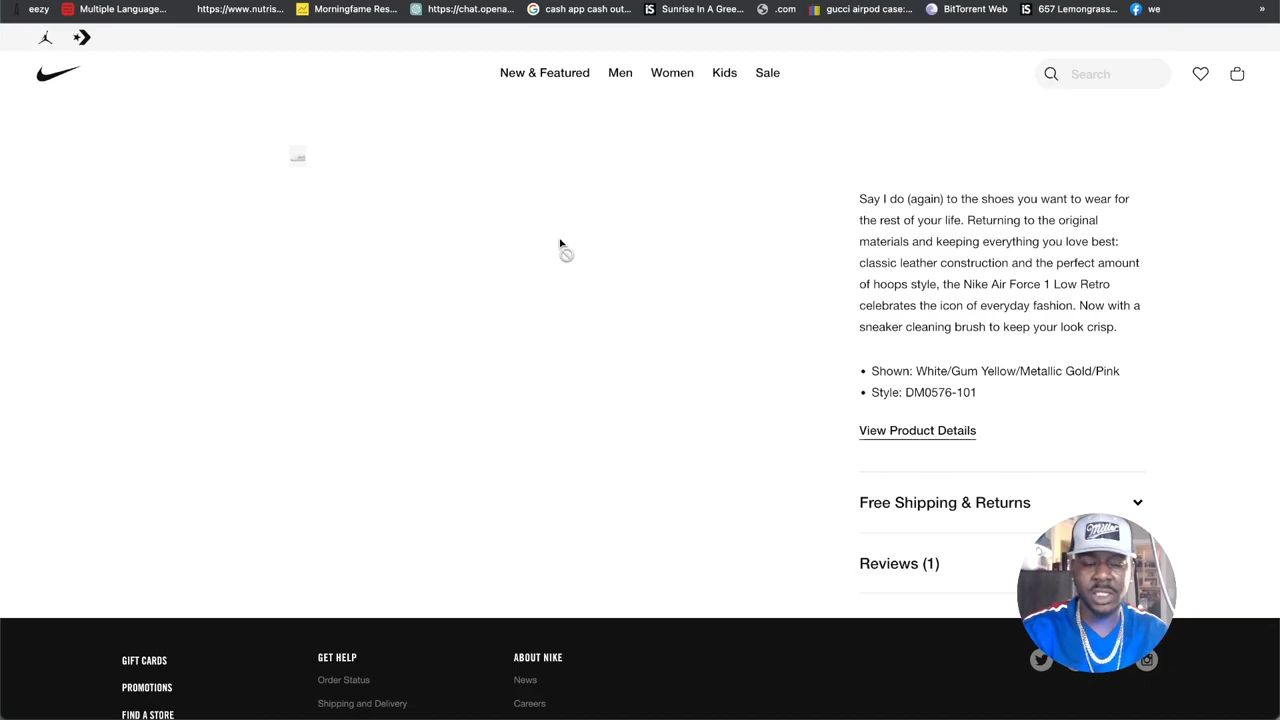 eezy Multiple Language... https://www.nutris... Morningfame Res... https://chat.opena... cash app cash out... Sunrise In A Gree... .com gucci airpod case:... BitTorrent Web 657 Lemongrass... we »
New & Featured Men Women Kids Sale Search
Say I do (again) to the shoes you want to wear for
the rest of your life. Returning to the original
materials and keeping everything you love best:
classic leather construction and the perfect amount
of hoops style, the Nike Air Force 1 Low Retro
celebrates the icon of everyday fashion. Now with a
sneaker cleaning brush to keep your look crisp.
• Shown: White/Gum Yellow/Metallic Gold/Pink
• Style: DM0576-101
View Product Details
Free Shipping & Returns
Reviews (1)
Miller
GIFT CARDS
PROMOTIONS
FIND A STORE
GET HELP
Order Status
Shipping and Delivery
ABOUT NIKE
News
Careers